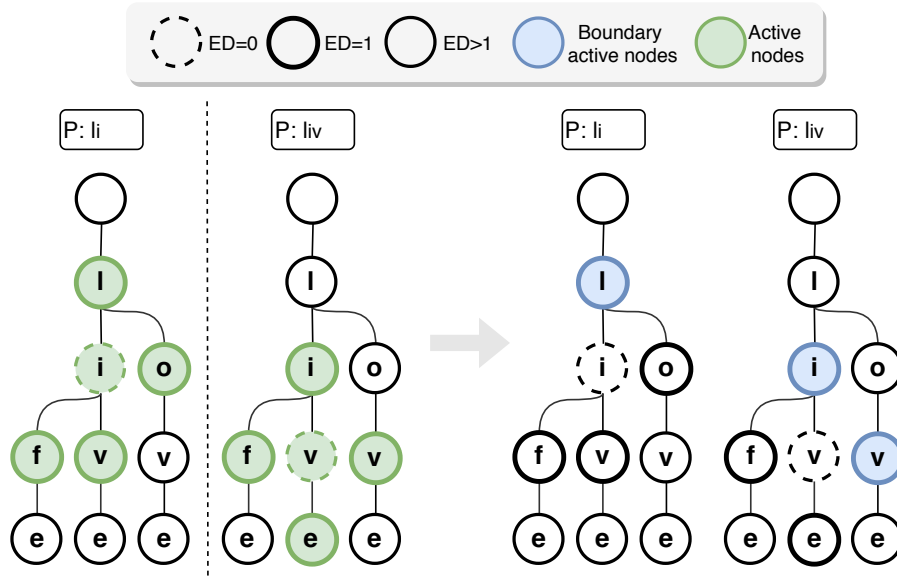 ED=0 ED=1 ED>1 Boundary active nodes Active nodes
P: li P: liv P: li P: liv
l l l l
i o i o i o i o
f v v f v v f v v f v v
e e e e e e e e e e e e